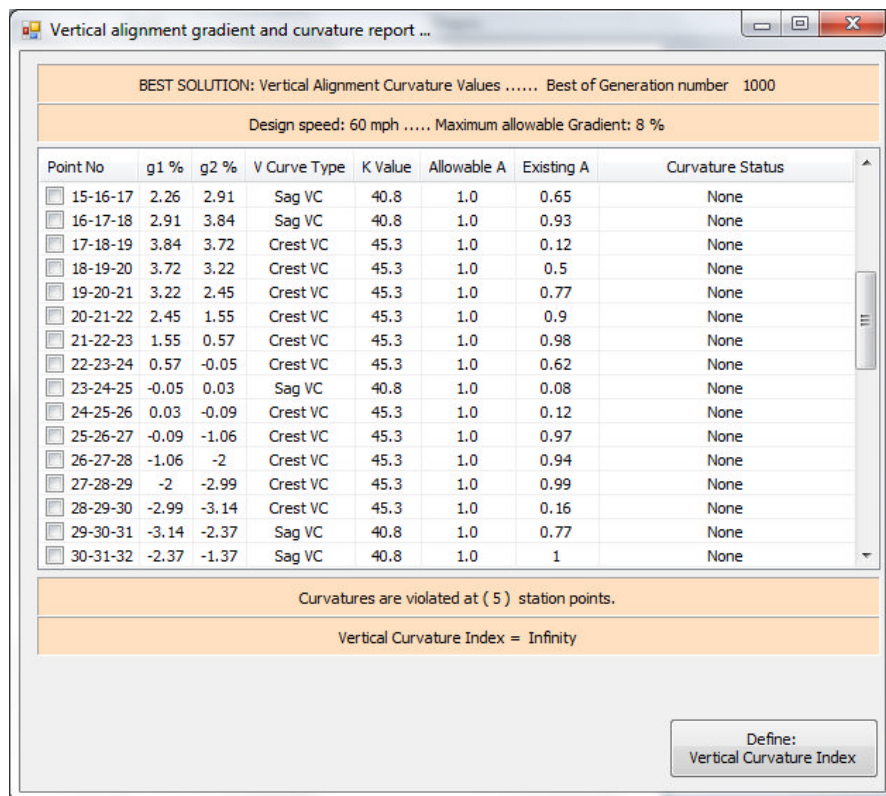 Vertical alignment gradient and curvature report ...
BEST SOLUTION: Vertical Alignment Curvature Values ...... Best of Generation number 1000
Design speed: 60 mph ..... Maximum allowable Gradient: 8 %
Point No g1 % g2 % V Curve Type K Value Allowable A Existing A Curvature Status
15-16-17 2.26 2.91 Sag VC 40.8 1.0 0.65 None
16-17-18 2.91 3.84 Sag VC 40.8 1.0 0.93 None
17-18-19 3.84 3.72 Crest VC 45.3 1.0 0.12 None
18-19-20 3.72 3.22 Crest VC 45.3 1.0 0.5 None
19-20-21 3.22 2.45 Crest VC 45.3 1.0 0.77 None
20-21-22 2.45 1.55 Crest VC 45.3 1.0 0.9 None
21-22-23 1.55 0.57 Crest VC 45.3 1.0 0.98 None
22-23-24 0.57 -0.05 Crest VC 45.3 1.0 0.62 None
23-24-25 -0.05 0.03 Sag VC 40.8 1.0 0.08 None
24-25-26 0.03 -0.09 Crest VC 45.3 1.0 0.12 None
25-26-27 -0.09 -1.06 Crest VC 45.3 1.0 0.97 None
26-27-28 -1.06 -2 Crest VC 45.3 1.0 0.94 None
27-28-29 -2 -2.99 Crest VC 45.3 1.0 0.99 None
28-29-30 -2.99 -3.14 Crest VC 45.3 1.0 0.16 None
29-30-31 -3.14 -2.37 Sag VC 40.8 1.0 0.77 None
30-31-32 -2.37 -1.37 Sag VC 40.8 1.0 1 None
Curvatures are violated at ( 5 ) station points.
Vertical Curvature Index = Infinity
Define:
Vertical Curvature Index